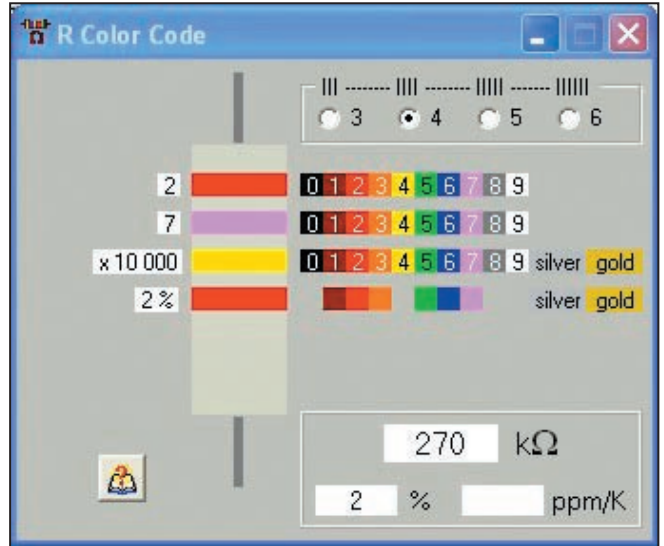 R Color Code
||| -------- |||| -------- ||||| ------- ||||||
3 4 5 6
2 0 1 2 3 4 5 6 7 8 9
7 0 1 2 3 4 5 6 7 8 9
x 10 000 0 1 2 3 4 5 6 7 8 9 silver gold
2 % silver gold
270 kΩ
2 % ppm/K